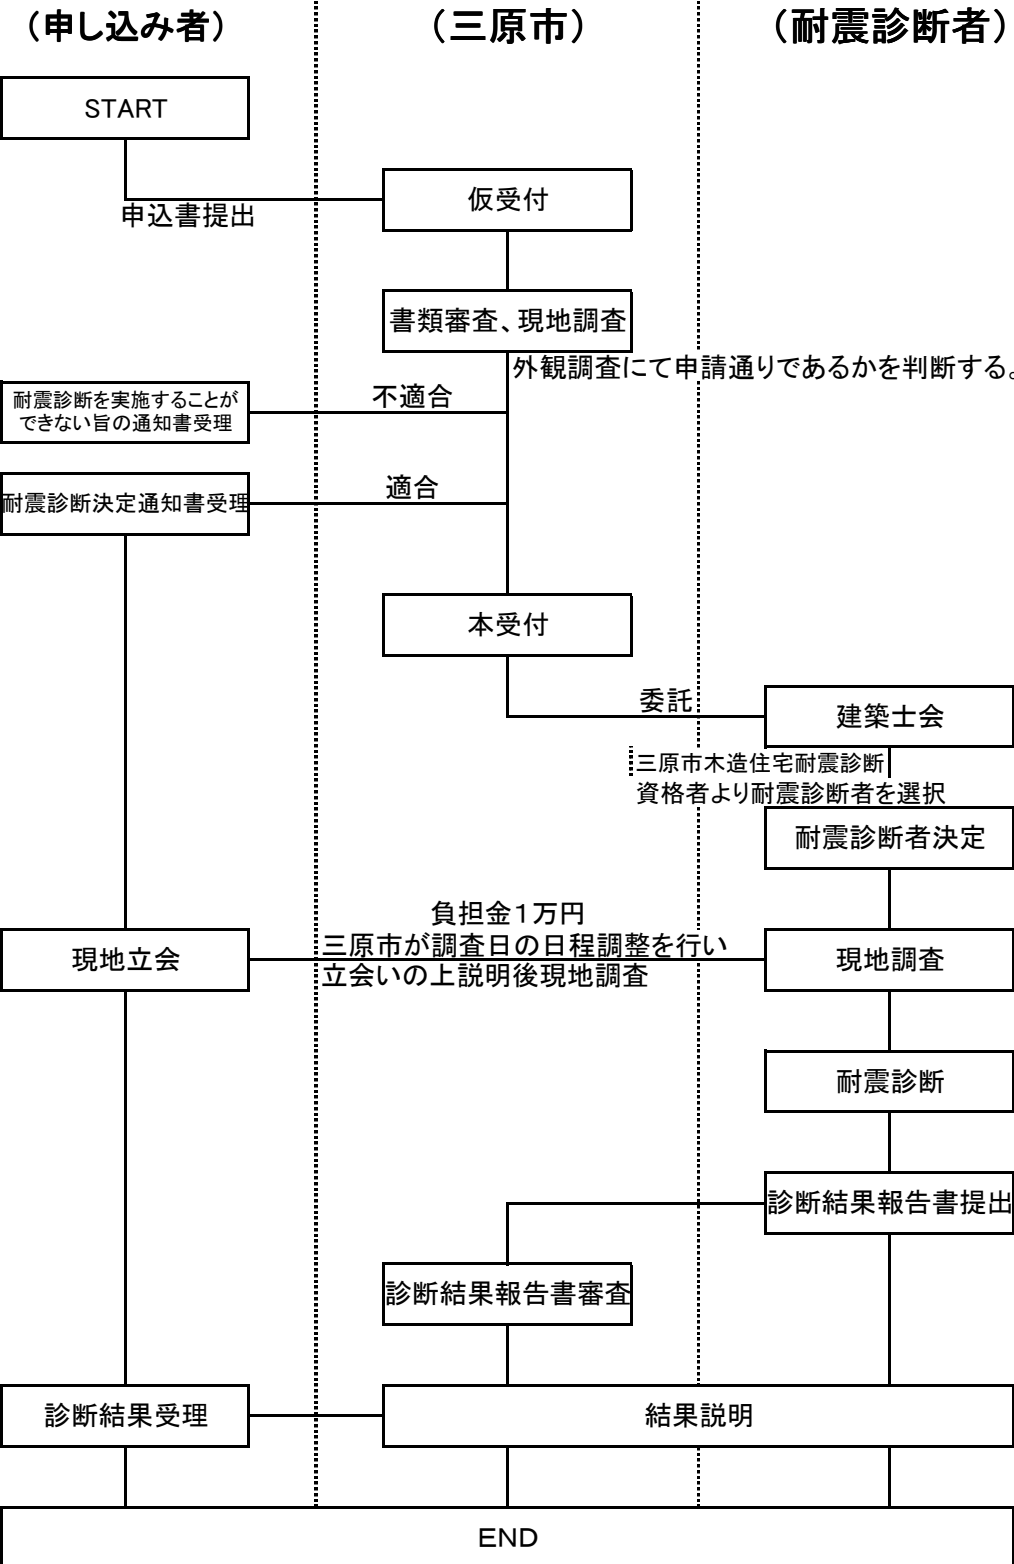 （申し込み者）
（三原市）
（耐震診断者）
START
仮受付
申込書提出
書類審査、現地調査
外観調査にて申請通りであるかを判断する。
不適合
耐震診断を実施することが
できない旨の通知書受理
適合
耐震診断決定通知書受理
本受付
委託
建築士会
三原市木造住宅耐震診断
資格者より耐震診断者を選択
耐震診断者決定
負担金１万円
三原市が調査日の日程調整を行い
立会いの上説明後現地調査
現地立会
現地調査
耐震診断
診断結果報告書提出
診断結果報告書審査
診断結果受理
結果説明
END